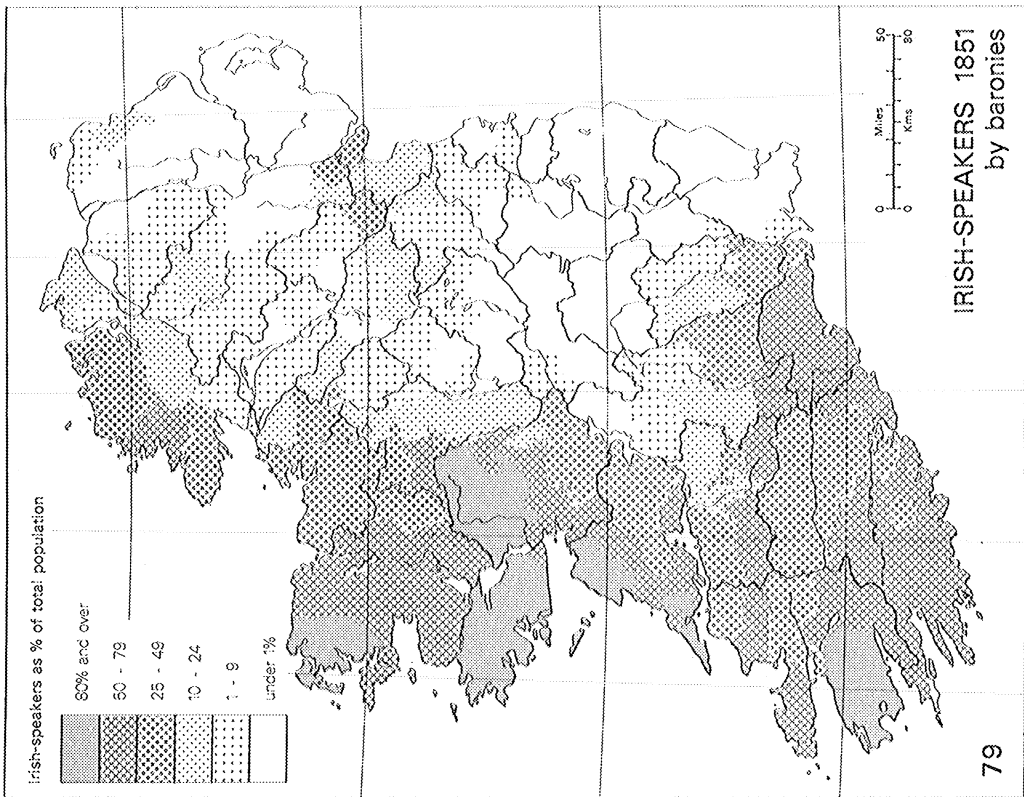 Irish-speakers as % of total population
80% and over
50 - 79
25 - 49
10 - 24
1 - 9
under 1%
0 Miles 50
0 Kms 80
IRISH-SPEAKERS 1851
by baronies
79